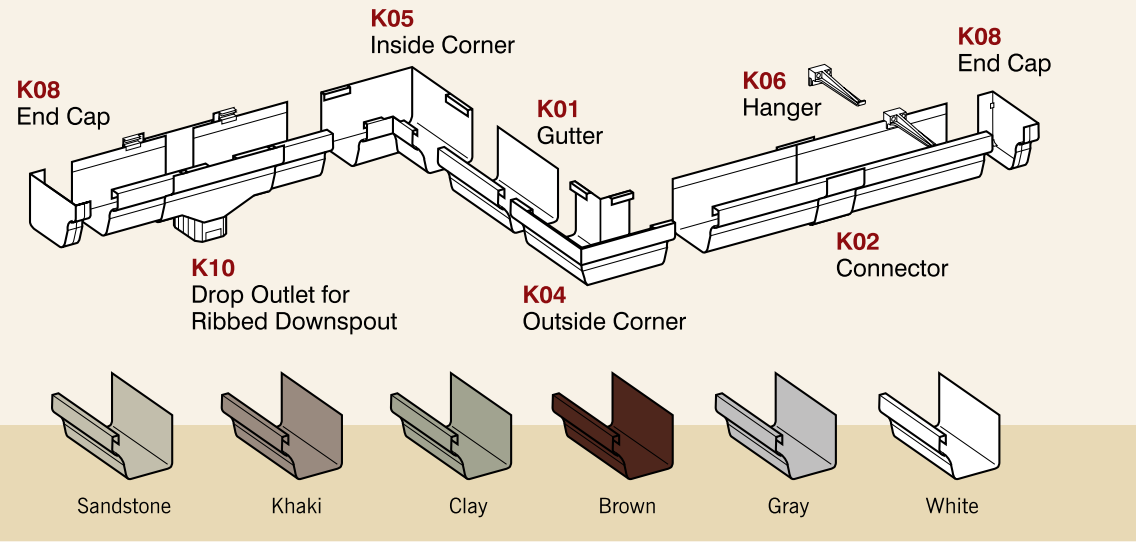 K05
Inside Corner
K08
End Cap
K06
Hanger
K08
End Cap
K01
Gutter
K10
Drop Outlet for
Ribbed Downspout
K04
Outside Corner
K02
Connector
Sandstone
Khaki
Clay
Brown
Gray
White